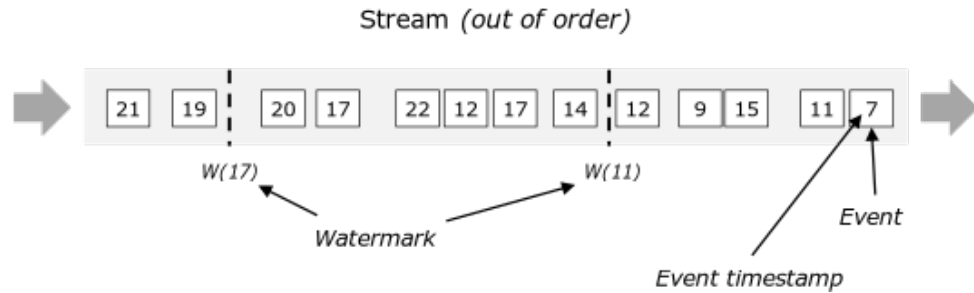 Stream (out of order)
21 19 20 17 22 12 17 14 12 9 15 11 7
W(17) W(11)
Watermark
Event
Event timestamp